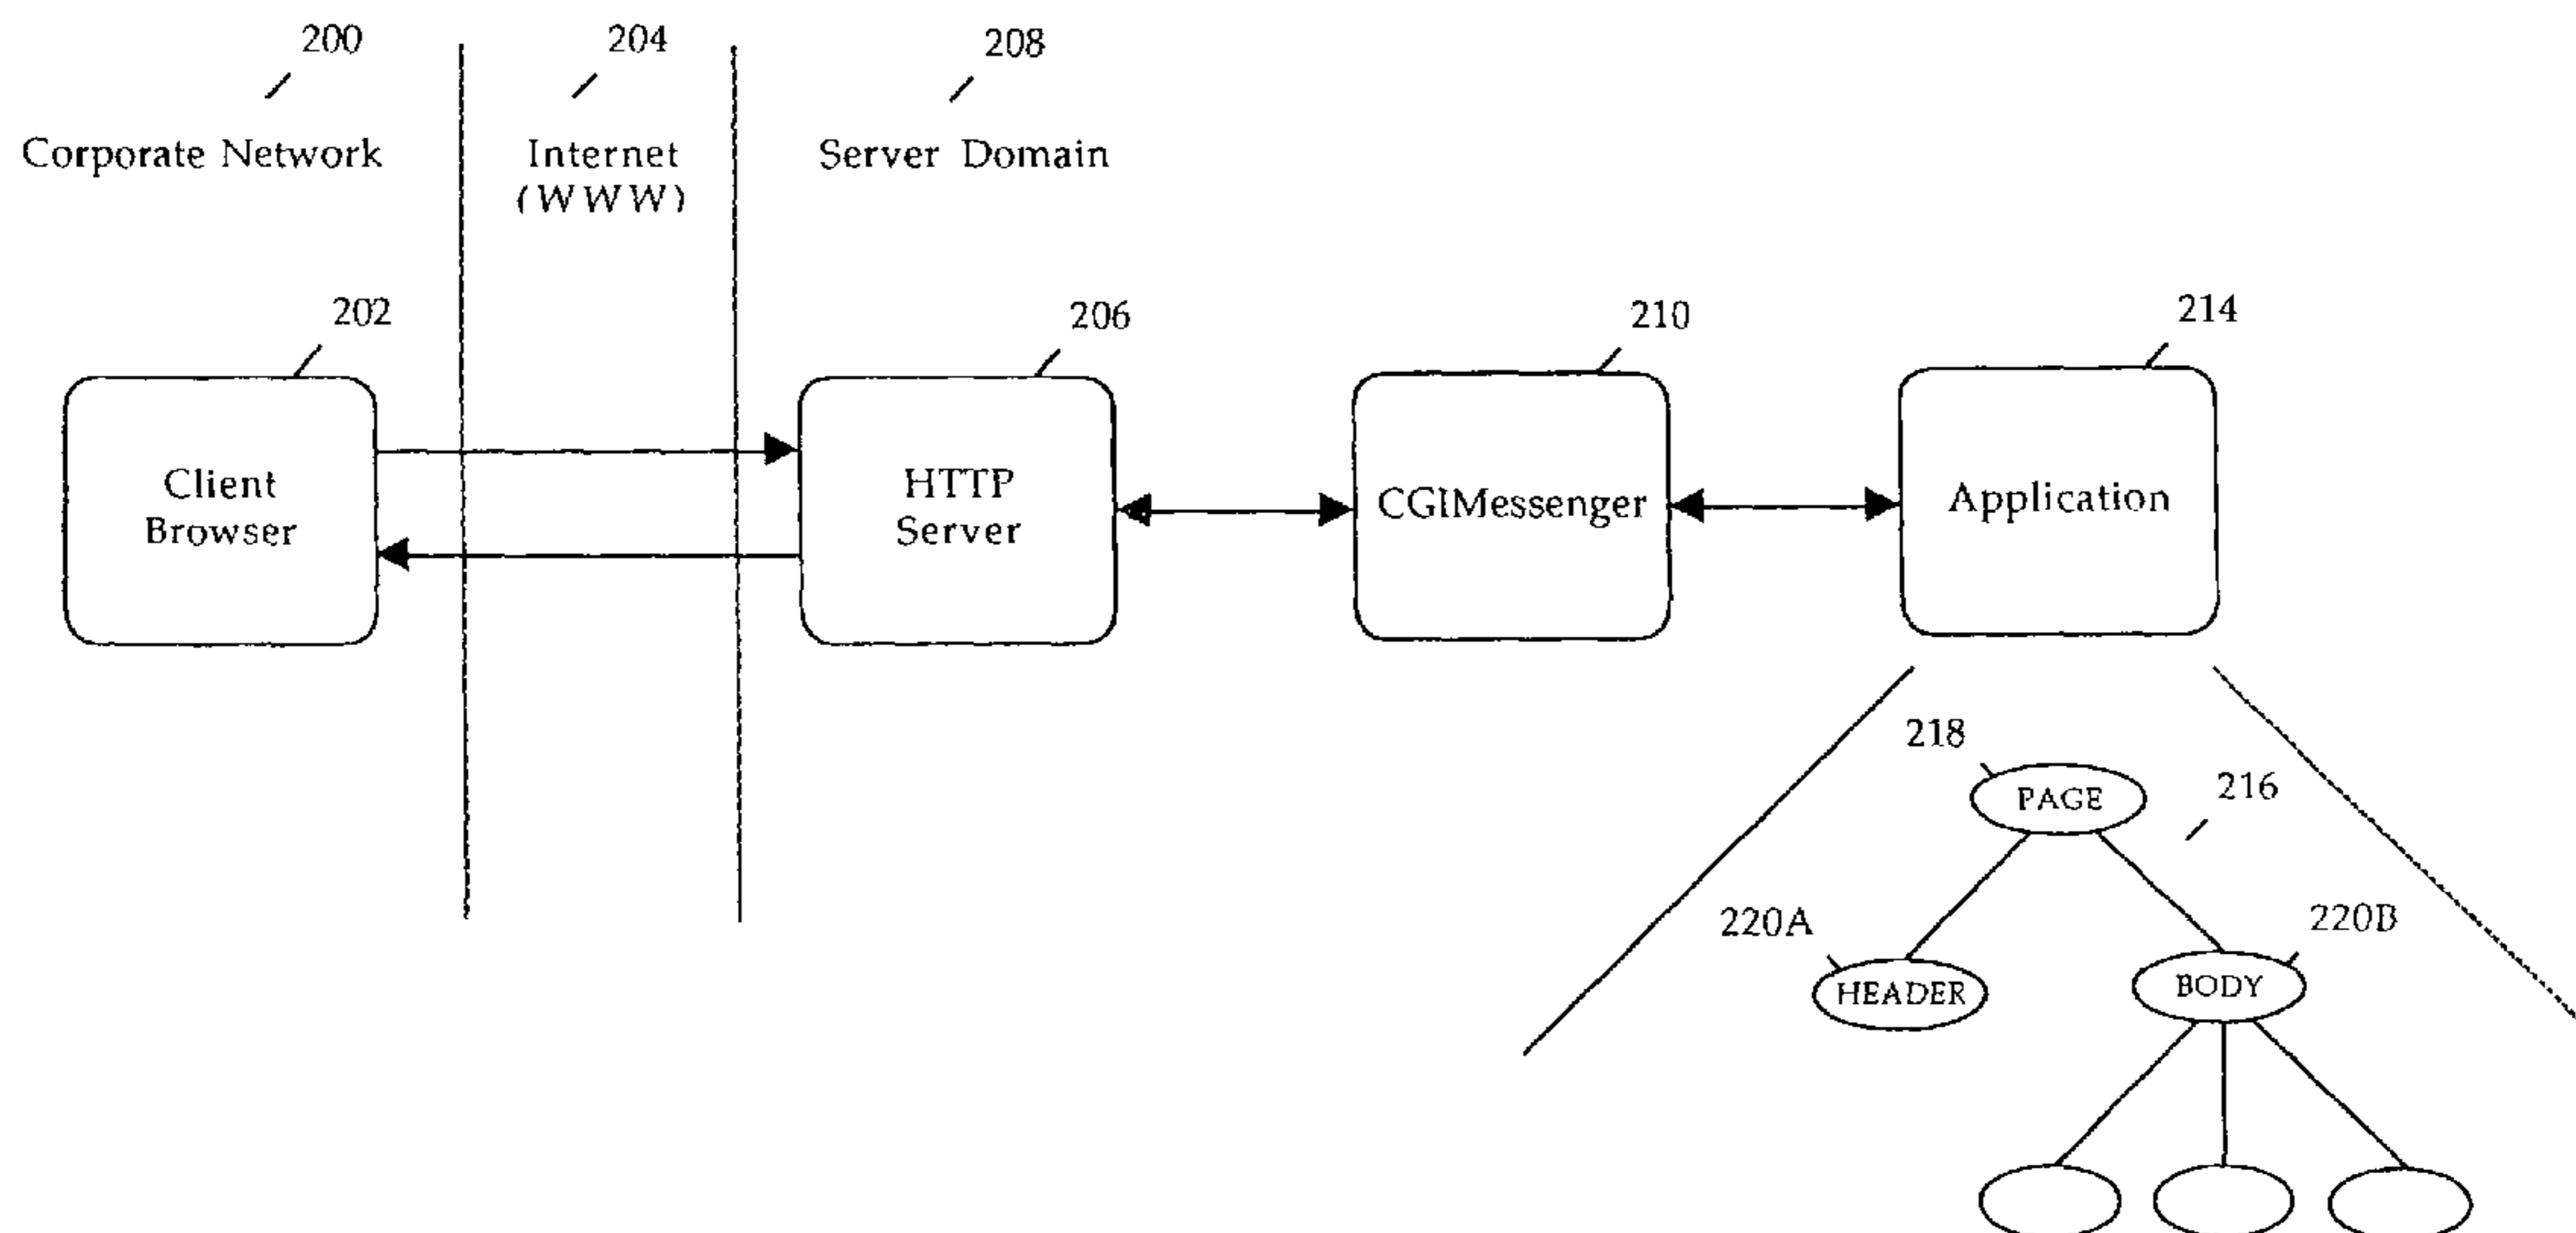 200
204
208
Corporate Network
Internet
(WWW)
Server Domain
202
206
210
214
Client
Browser
HTTP
Server
CGIMessenger
Application
218
PAGE
216
220A
220B
HEADER
BODY